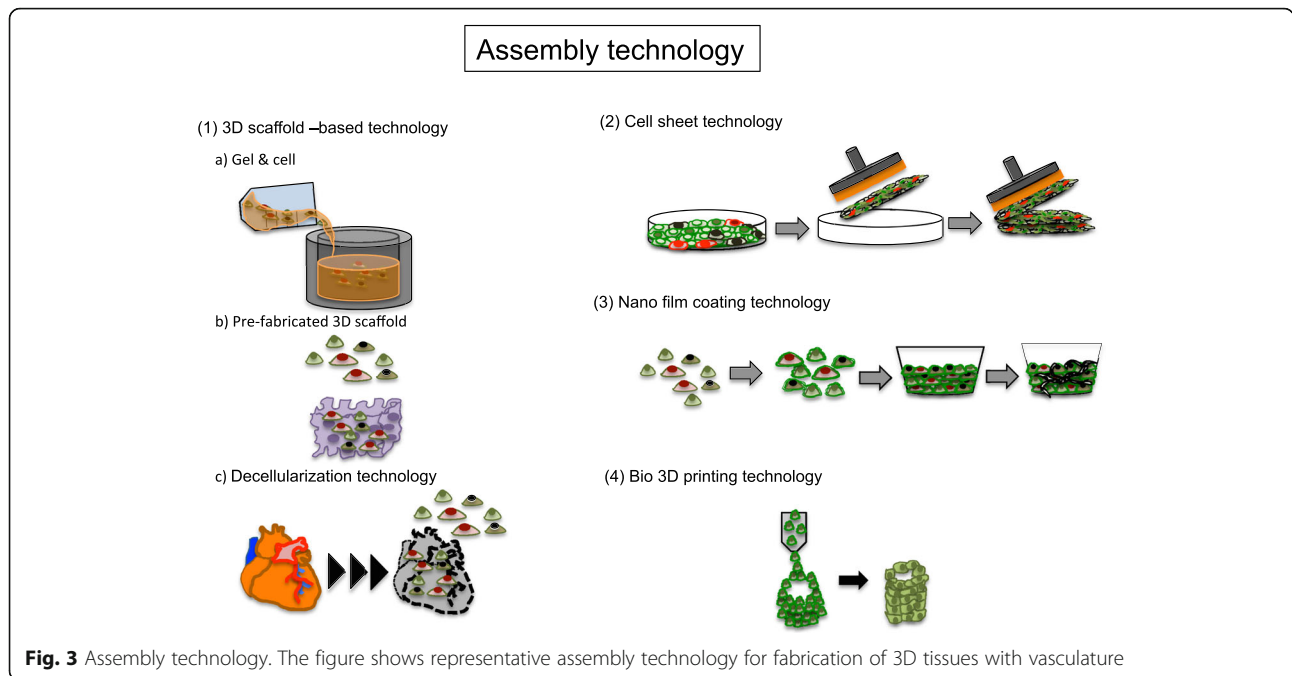 Assembly technology
(1) 3D scaffold –based technology
a) Gel & cell
b) Pre-fabricated 3D scaffold
c) Decellularization technology
(2) Cell sheet technology
(3) Nano film coating technology
(4) Bio 3D printing technology
Fig. 3 Assembly technology. The figure shows representative assembly technology for fabrication of 3D tissues with vasculature